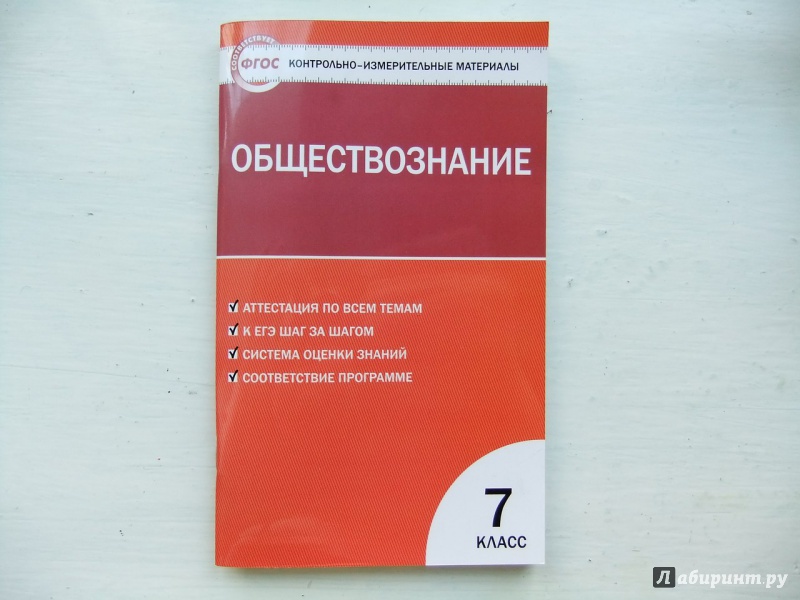 СООТВЕТСТВУЕТ
ФГОС
КОНТРОЛЬНО-ИЗМЕРИТЕЛЬНЫЕ МАТЕРИАЛЫ
ОБЩЕСТВОЗНАНИЕ
АТТЕСТАЦИЯ ПО ВСЕМ ТЕМАМ
К ЕГЭ ШАГ ЗА ШАГОМ
СИСТЕМА ОЦЕНКИ ЗНАНИЙ
СООТВЕТСТВИЕ ПРОГРАММЕ
7
КЛАСС
Лабиринт.ру